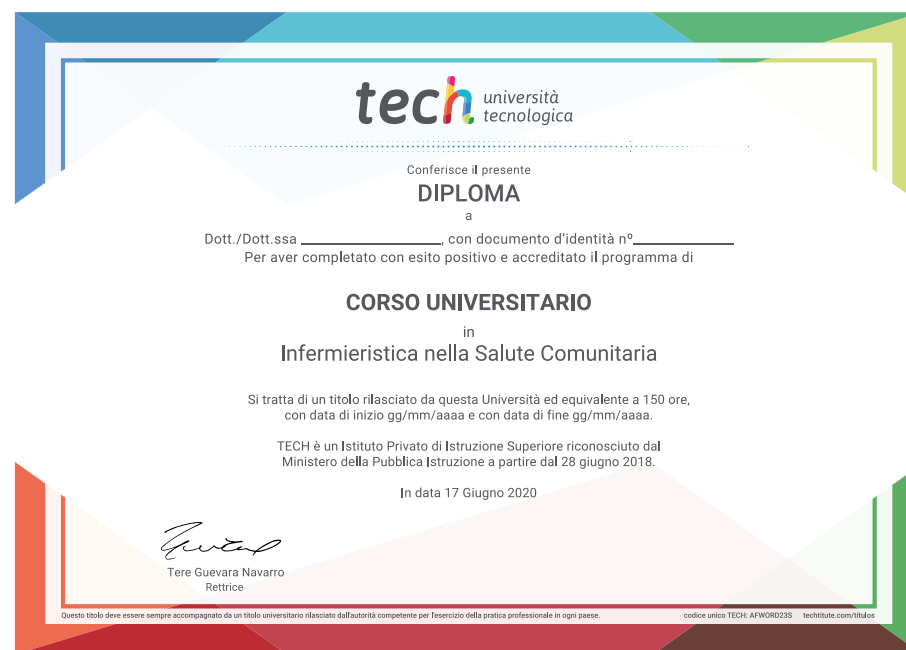 tech università
tecnologica
Conferisce il presente
DIPLOMA
a
Dott./Dott.ssa ____________________, con documento d'identità nº______________
Per aver completato con esito positivo e accreditato il programma di
CORSO UNIVERSITARIO
in
Infermieristica nella Salute Comunitaria
Si tratta di un titolo rilasciato da questa Università ed equivalente a 150 ore,
con data di inizio gg/mm/aaaa e con data di fine gg/mm/aaaa.
TECH è un Istituto Privato di Istruzione Superiore riconosciuto dal
Ministero della Pubblica Istruzione a partire dal 28 giugno 2018.
In data 17 Giugno 2020
Tere Guevara Navarro
Rettrice
Questo titolo deve essere sempre accompagnato da un titolo universitario rilasciato dall'autorità competente per l'esercizio della pratica professionale in ogni paese. codice unico TECH: AFWORD23S techtitute.com/titulos